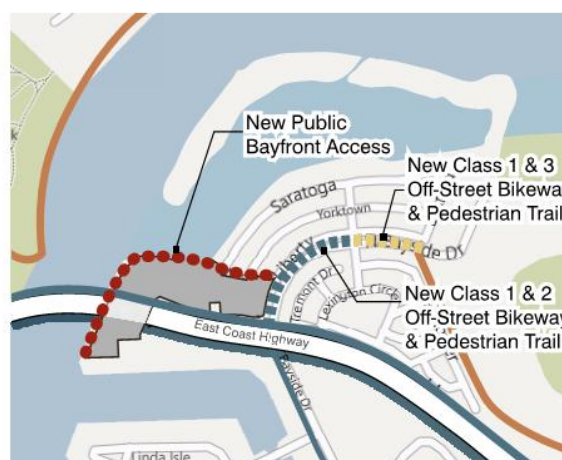 New Public
Bayfront Access
New Class 1 & 3
Off-Street Bikeway
& Pedestrian Trail
Saratoga
Yorktown
Dr
Tremont Dr
Lexington Circle
New Class 1 & 2
Off-Street Bikeway
& Pedestrian Trail
East Coast Highway
Bayside Dr
Linda Isle